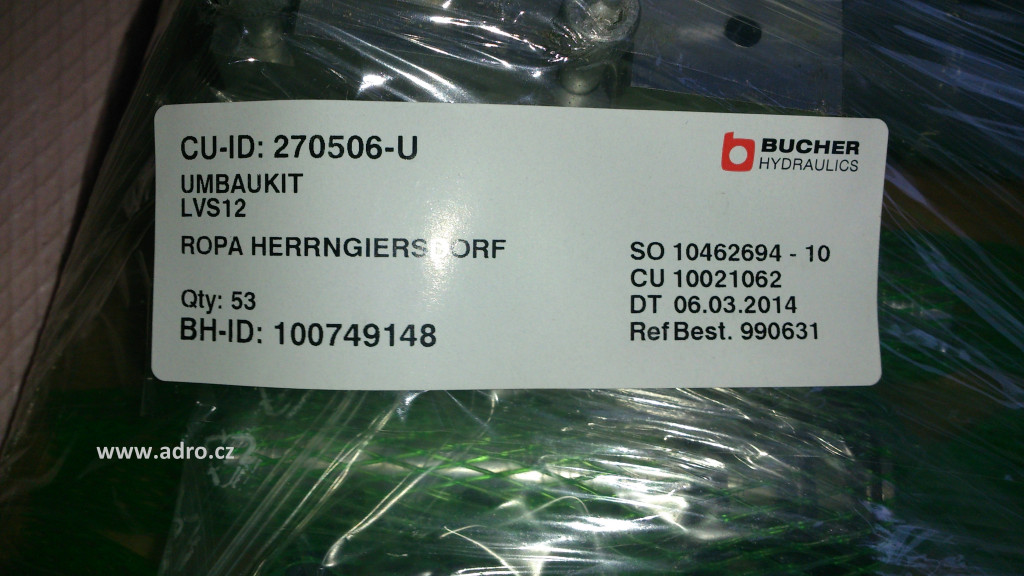 CU-ID: 270506-U
BUCHER
HYDRAULICS
UMBAUKIT
LVS12
ROPA HERRNGIERSDORF
SO 10462694 - 10
CU 10021062
Qty: 53
DT 06.03.2014
BH-ID: 100749148
Ref Best. 990631
www.adro.cz